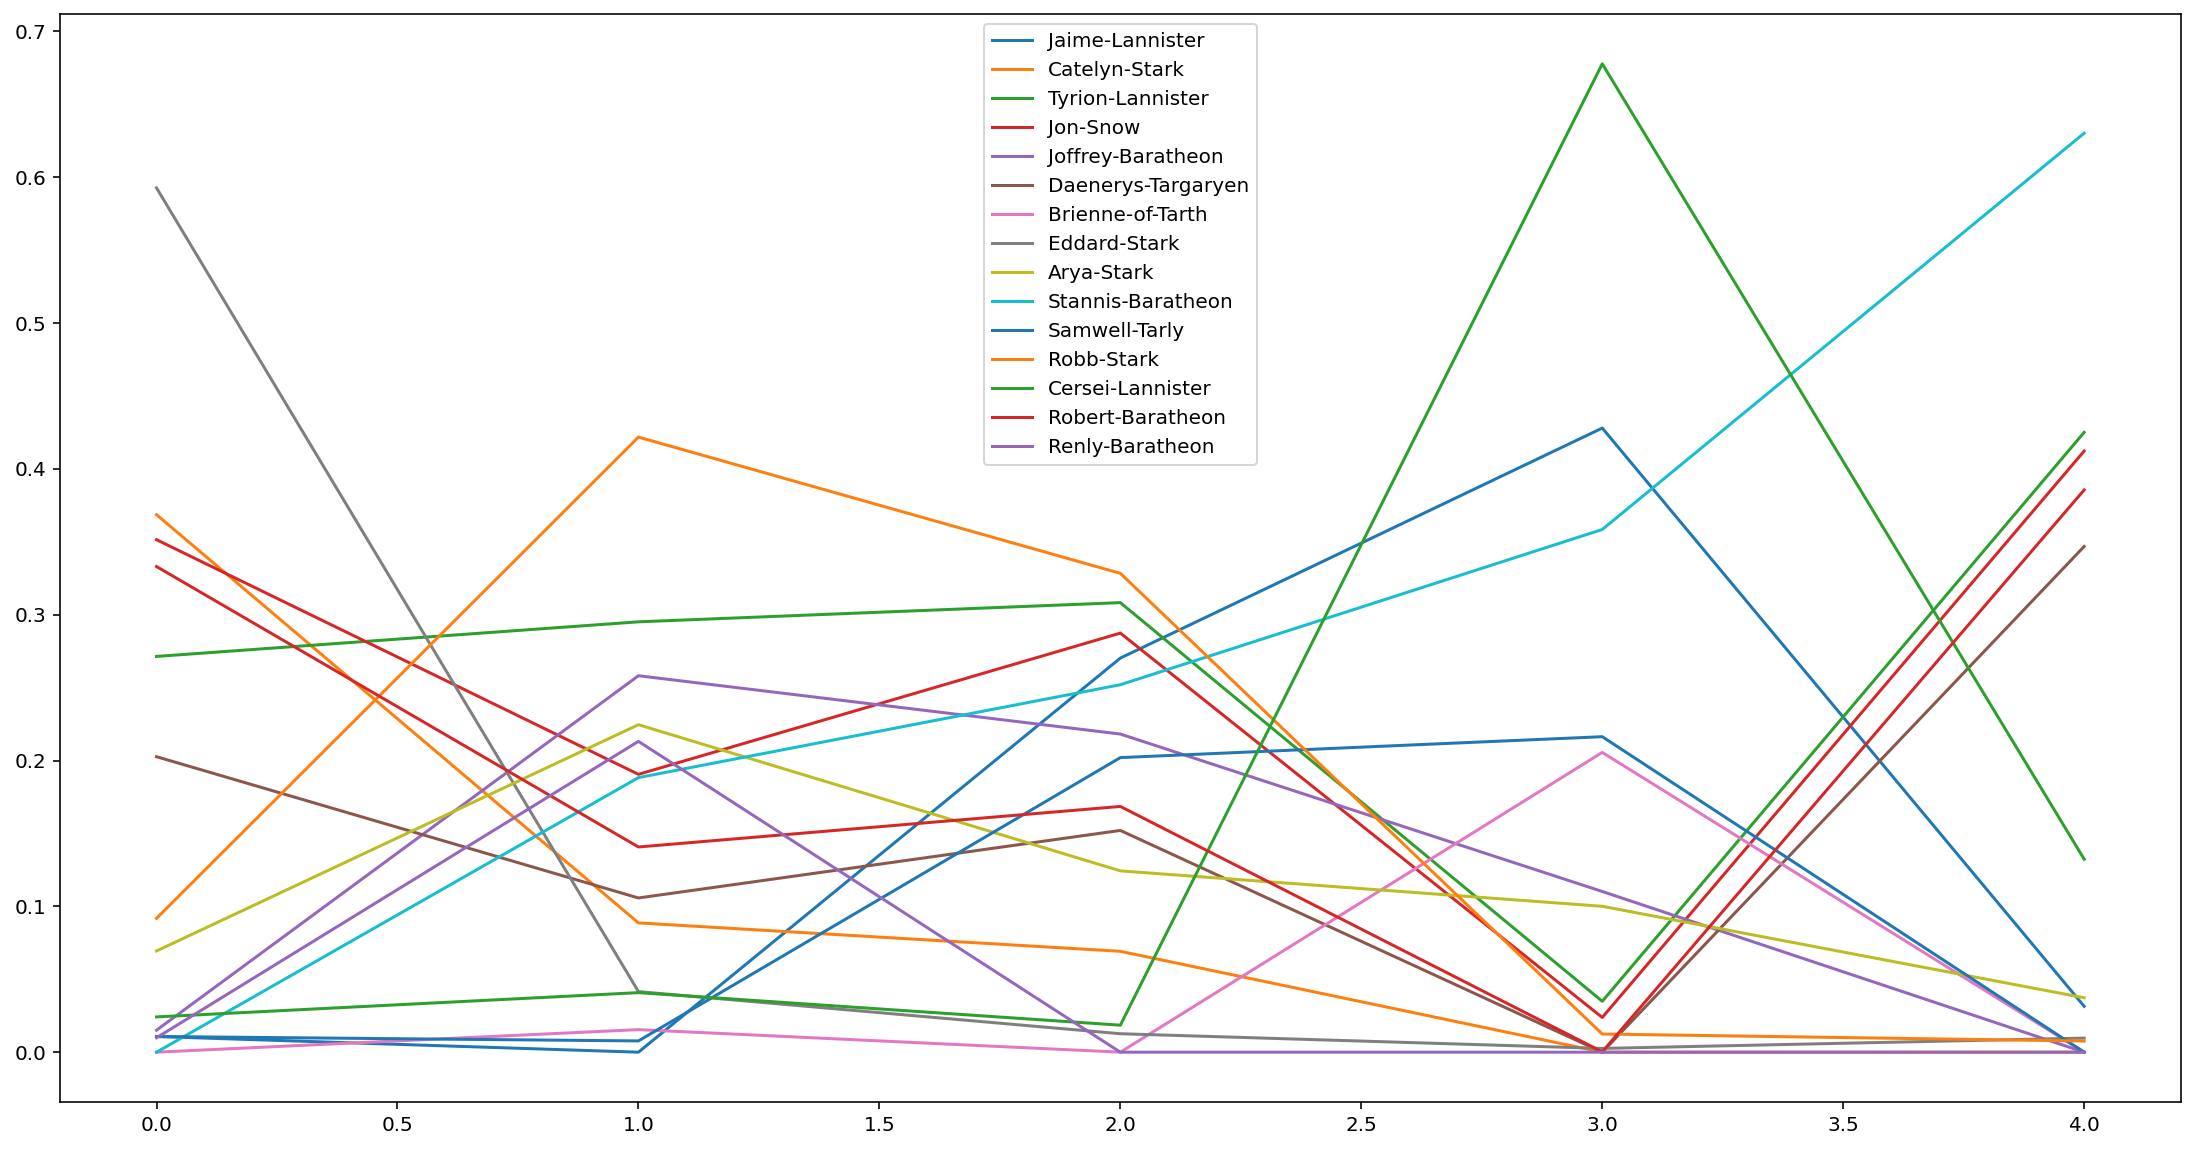 0.7
0.6
0.5
0.4
0.3
0.2
0.1
0.0
Jaime-Lannister
Catelyn-Stark
Tyrion-Lannister
Jon-Snow
Joffrey-Baratheon
Daenerys-Targaryen
Brienne-of-Tarth
Eddard-Stark
Arya-Stark
Stannis-Baratheon
Samwell-Tarly
Robb-Stark
Cersei-Lannister
Robert-Baratheon
Renly-Baratheon
0.0 0.5 1.0 1.5 2.0 2.5 3.0 3.5 4.0